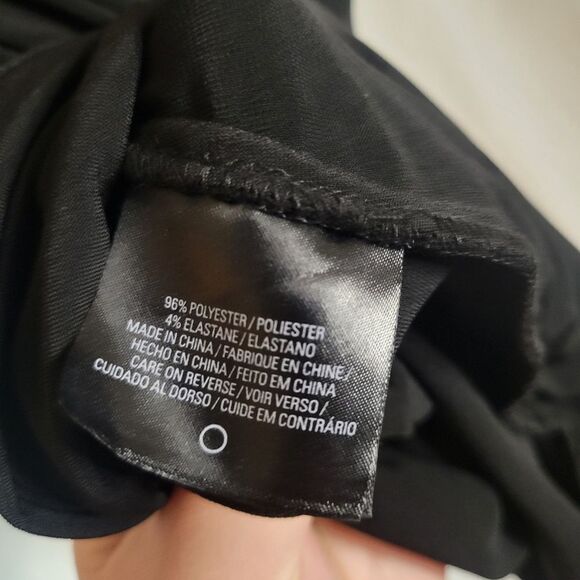 96% POLYESTER / POLIESTER
4% ELASTANE / ELASTANO
MADE IN CHINA / FABRIQUE EN CHINE /
HECHO EN CHINA / FEITO EM CHINA
CARE ON REVERSE / VOIR VERSO /
CUIDADO AL DORSO / CUIDE EM CONTRÁRIO